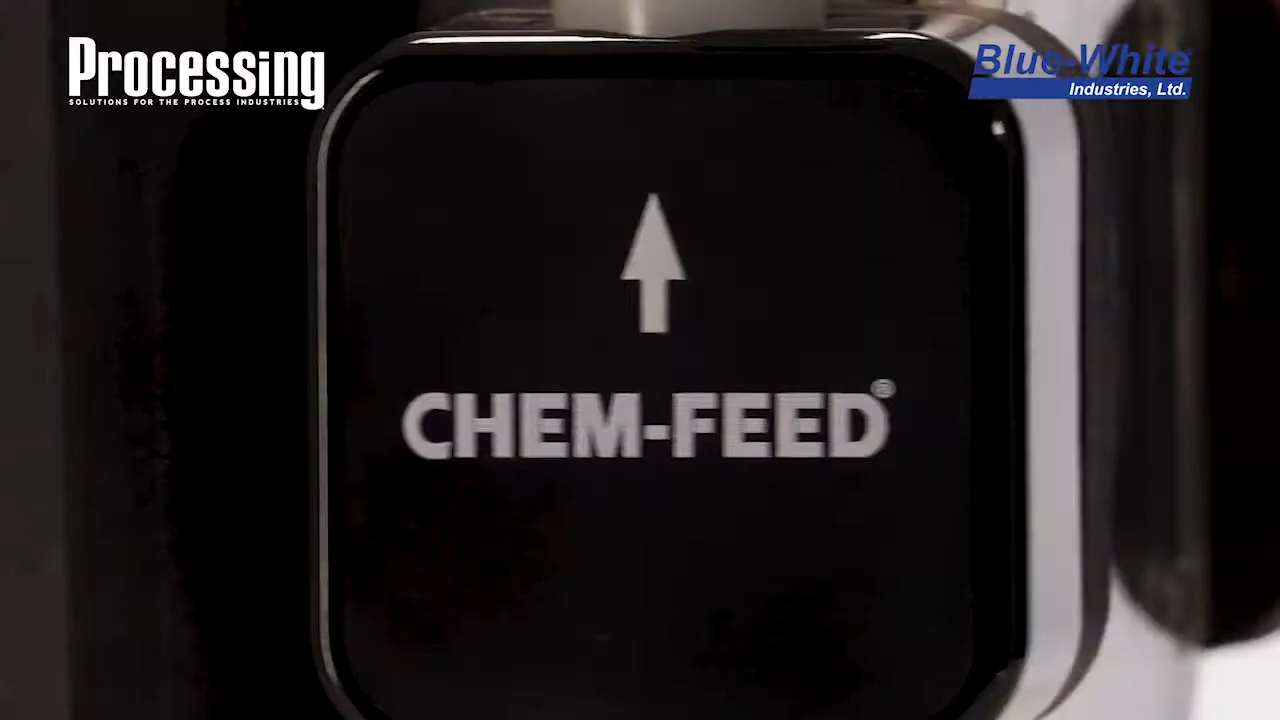 Processing
SOLUTIONS FOR THE PROCESS INDUSTRIES
Blue-White
Industries, Ltd.
CHEM-FEED®